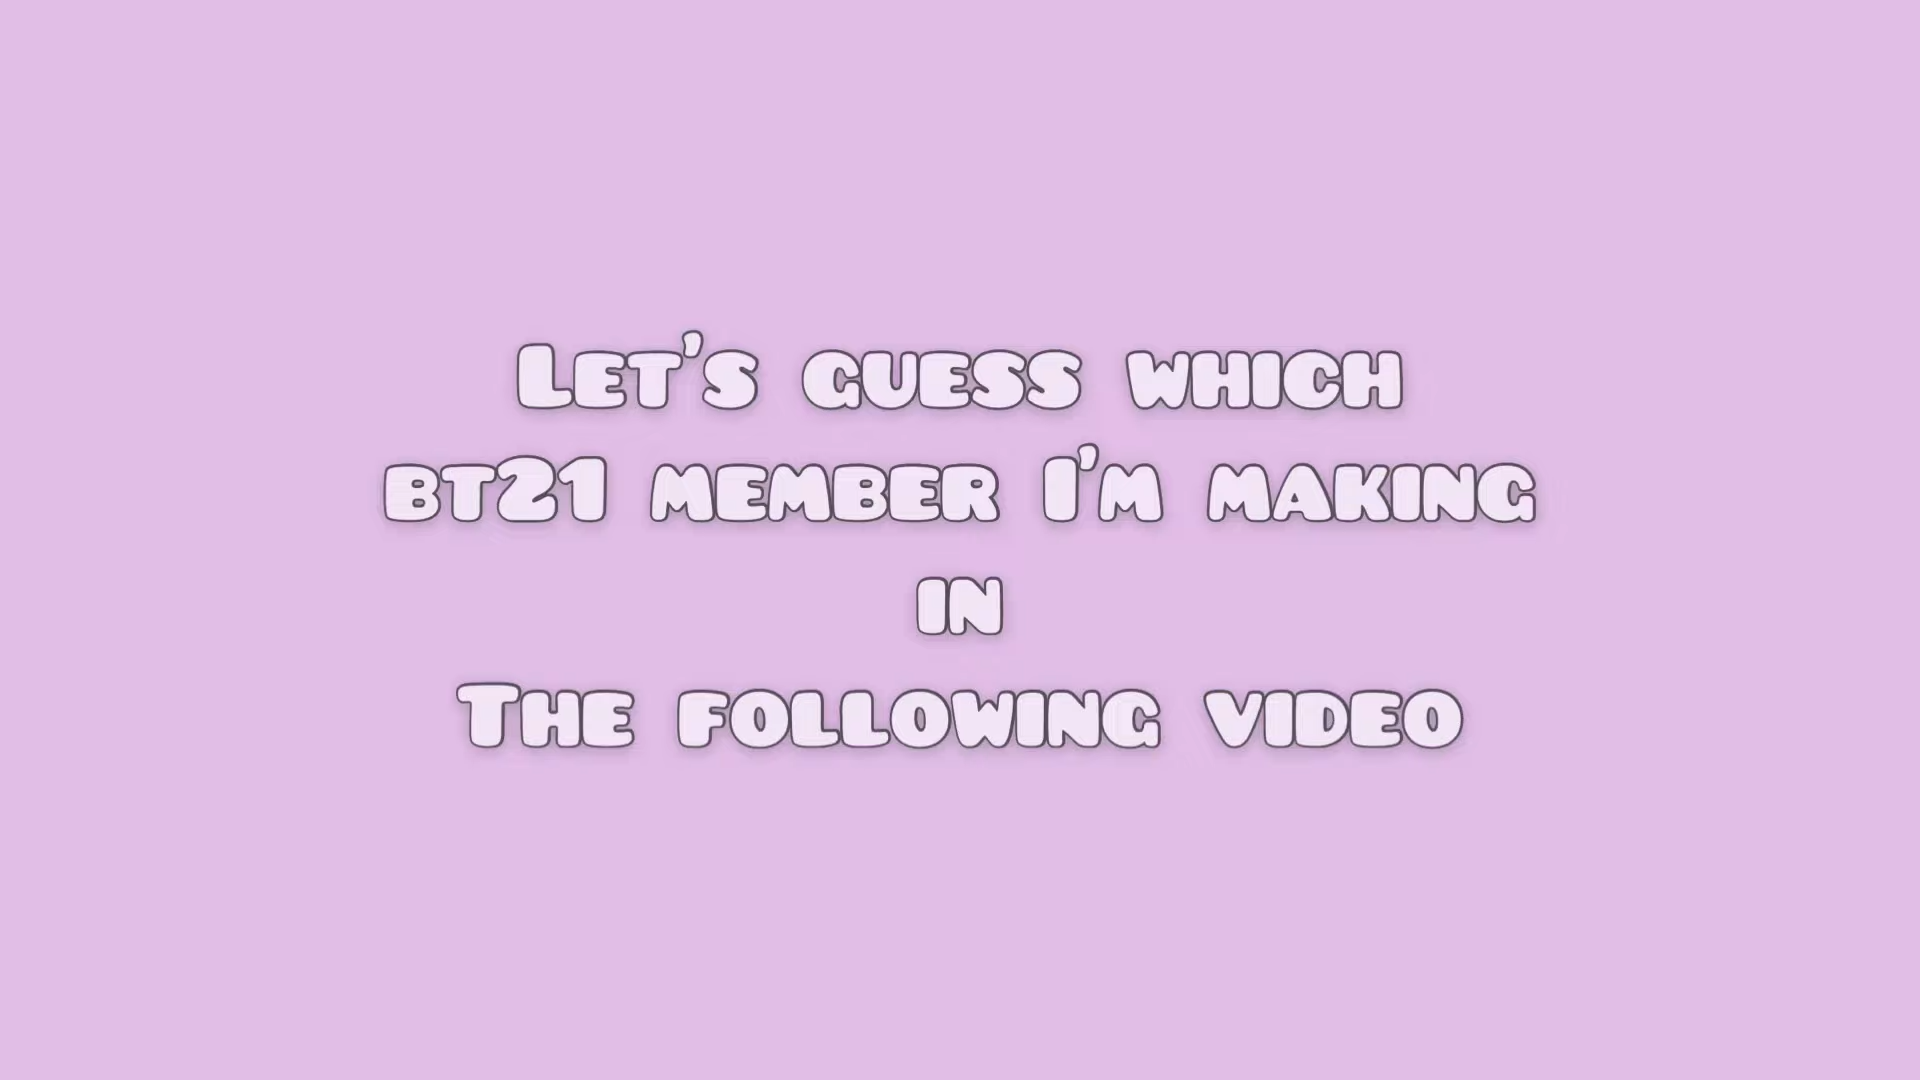 Let's guess which
bt21 member I'm making
in
The following video